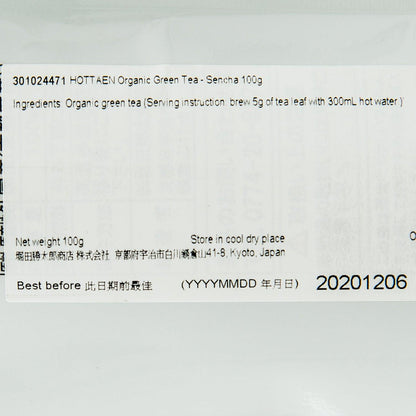 301024471 HOTTAEN Organic Green Tea - Sencha 100g
Ingredients: Organic green tea (Serving instruction: brew 5g of tea leaf with 300mL hot water )
Net weight 100g Store in cool dry place O
堀田勝太郎商店 株式会社 京都府宇治市白川鍋倉山41-8, Kyoto, Japan
Best before 此日期前最佳 (YYYYMMDD 年月日) 20201206